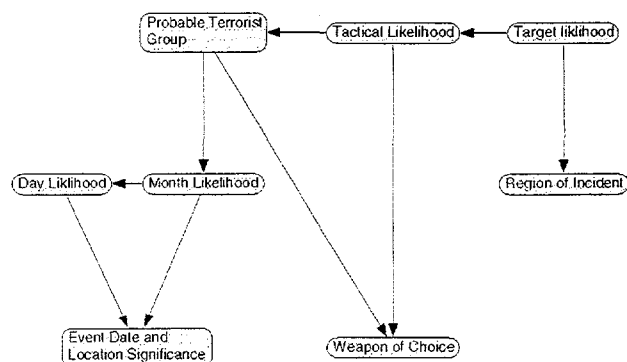 Probable Terrorist
Group
Tactical Likelihood
Target liklihood
Day Liklihood
Month Likelihood
Region of Incident
Event Date and
Location Significance
Weapon of Choice